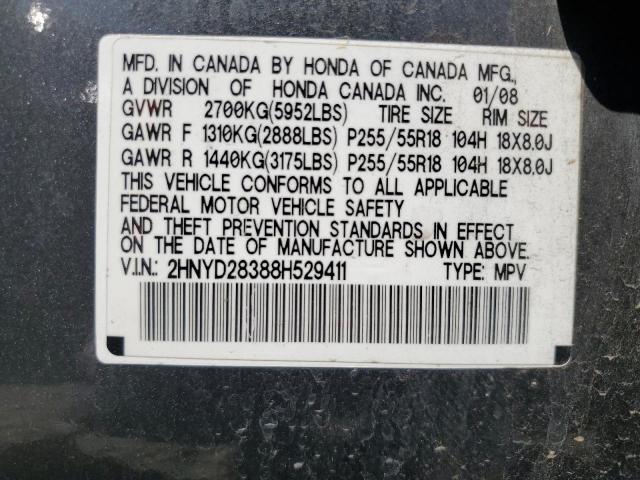 MFD. IN CANADA BY HONDA OF CANADA MFG.,
A DIVISION OF HONDA CANADA INC. 01/08
GVWR 2700KG(5952LBS) TIRE SIZE RIM SIZE
GAWR F 1310KG(2888LBS) P255/55R18 104H 18X8.0J
GAWR R 1440KG(3175LBS) P255/55R18 104H 18X8.0J
THIS VEHICLE CONFORMS TO ALL APPLICABLE
FEDERAL MOTOR VEHICLE SAFETY
AND THEFT PREVENTION STANDARDS IN EFFECT
ON THE DATE OF MANUFACTURE SHOWN ABOVE.
V.I.N.: 2HNYD28388H529411 TYPE: MPV